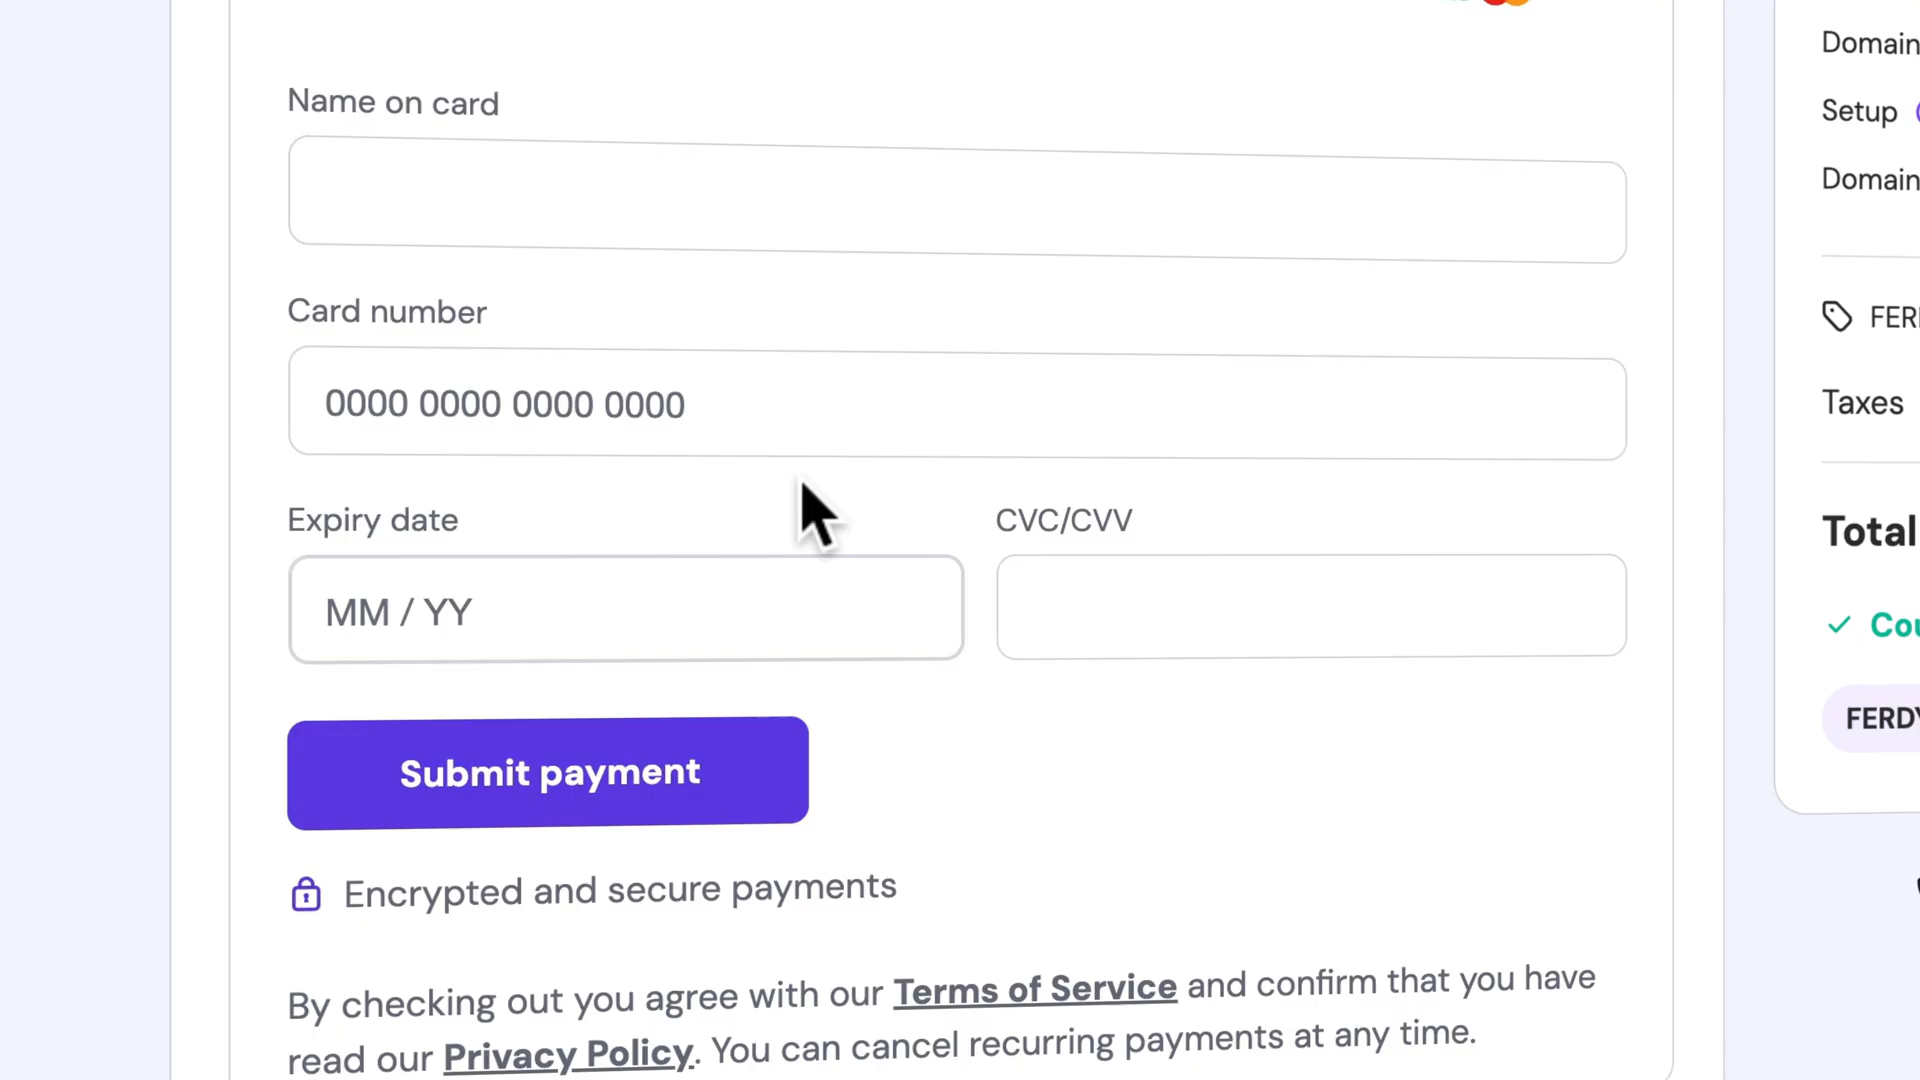 Name on card
Card number
0000 0000 0000 0000
Expiry date
CVC/CVV
MM / YY
Submit payment
Encrypted and secure payments
By checking out you agree with our Terms of Service and confirm that you have
read our Privacy Policy. You can cancel recurring payments at any time.
Domain
Setup
Domain
Taxes
Total